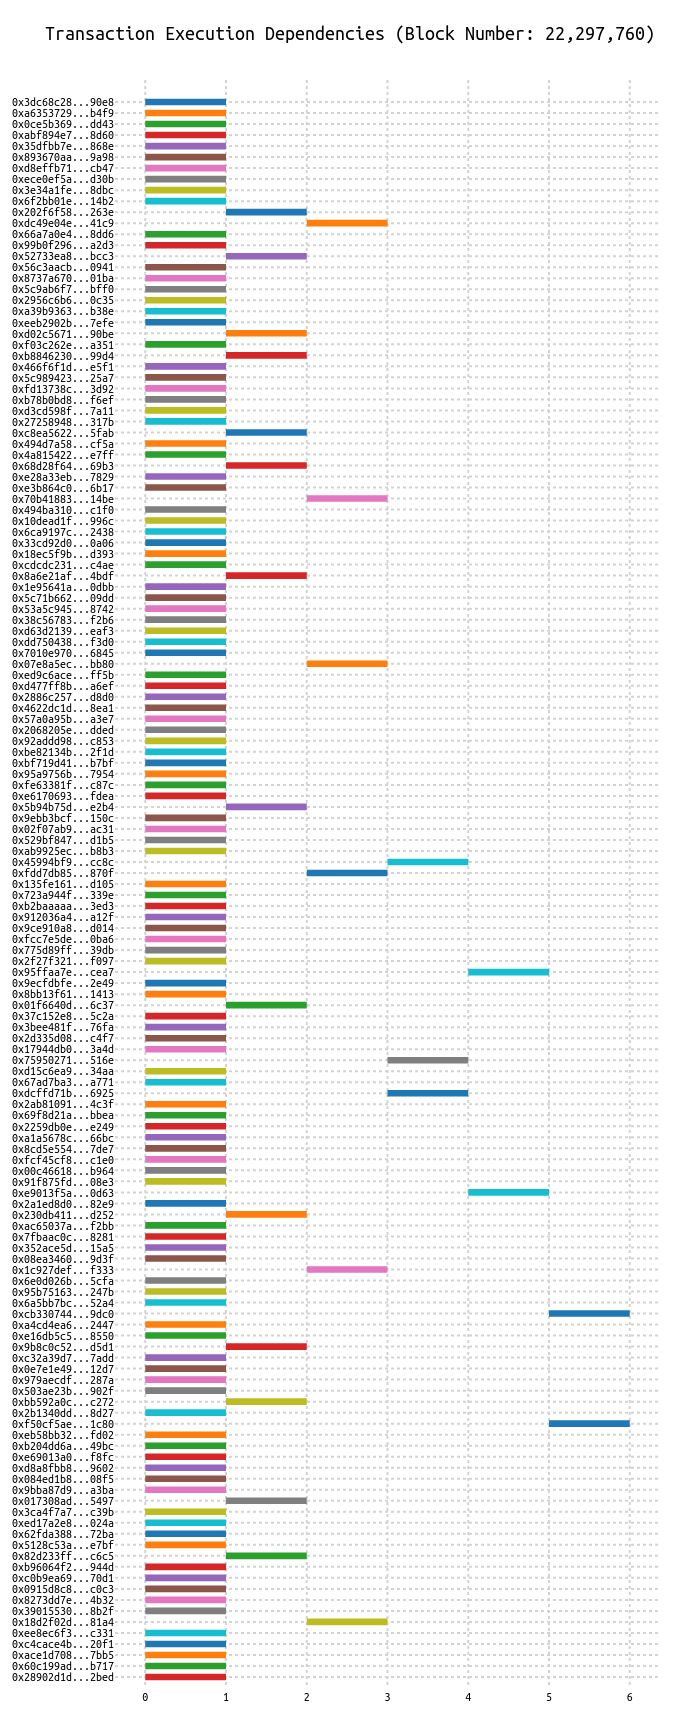 Transaction Execution Dependencies (Block Number: 22,297,760)
0x3dc68c28...90e8
0xa6353729...b4f9
0x0ce5b369...dd43
0xabf894e7...8d60
0x35dfbb7e...868e
0x893670aa...9a98
0xd8effb71...cb47
0xece0ef5a...d30b
0x3e34a1fe...8dbc
0x6f2bb01e...14b2
0x202f6f58...263e
0xdc49e04e...41c9
0x66a7a0e4...8dd6
0x99b0f296...a2d3
0x52733ea8...bcc3
0x56c3aacb...0941
0x8737a670...01ba
0x5c9ab6f7...bff0
0x2956c6b6...0c35
0xa39b9363...b38e
0xeeb2902b...7efe
0xd02c5671...90be
0xf03c262e...a351
0xb8846230...99d4
0x466f6f1d...e5f1
0x5c989423...25a7
0xfd13738c...3d92
0xb78b0bd8...f6ef
0xd3cd598f...7a11
0x27258948...317b
0xc8ea5622...5fab
0x494d7a58...cf5a
0x4a815422...e7ff
0x68d28f64...69b3
0xe28a33eb...7829
0xe3b864c0...6b17
0x70b41883...14be
0x494ba310...c1f0
0x10dead1f...996c
0x6ca9197c...2438
0x33cd92d0...0a06
0x18ec5f9b...d393
0xcdcdc231...c4ae
0x8a6e21af...4bdf
0x1e95641a...0dbb
0x5c71b662...09dd
0x53a5c945...8742
0x38c56783...f2b6
0xd63d2139...eaf3
0xdd750438...f3d0
0x7010e970...6845
0x07e8a5ec...bb80
0xed9c6ace...ff5b
0xd477ff8b...a6ef
0x2886c257...d8d0
0x4622dc1d...8ea1
0x57a0a95b...a3e7
0x2068205e...dded
0x92addd98...c853
0xbe82134b...2f1d
0xbf719d41...b7bf
0x95a9756b...7954
0xfe63381f...c87c
0xe6170693...fdea
0x5b94b75d...e2b4
0x9ebb3bcf...150c
0x02f07ab9...ac31
0x529bf847...d1b5
0xab9925ec...b8b3
0x45994bf9...cc8c
0xfdd7db85...870f
0x135fe161...d105
0x723a944f...339e
0xb2baaaaa...3ed3
0x912036a4...a12f
0x9ce910a8...d014
0xfcc7e5de...0ba6
0x775d89ff...39db
0x2f27f321...f097
0x95ffaa7e...cea7
0x9ecfdbfe...2e49
0x8bb13f61...1413
0x01f6640d...6c37
0x37c152e8...5c2a
0x3bee481f...76fa
0x2d335d08...c4f7
0x17944db0...3a4d
0x75950271...516e
0xd15c6ea9...34aa
0x67ad7ba3...a771
0xdcffd71b...6925
0x2ab81091...4c3f
0x69f8d21a...bbea
0x2259db0e...e249
0xa1a5678c...66bc
0x8cd5e554...7de7
0xfcf45cf8...c1e0
0x00c46618...b964
0x91f875fd...08e3
0xe9013f5a...0d63
0x2a1ed8d0...82e9
0x230db411...d252
0xac65037a...f2bb
0x7fbaac0c...8281
0x352ace5d...15a5
0x08ea3460...9d3f
0x1c927def...f333
0x6e0d026b...5cfa
0x95b75163...247b
0x6a5bb7bc...52a4
0xcb330744...9dc0
0xa4cd4ea6...2447
0xe16db5c5...8550
0x9b8c0c52...d5d1
0xc32a39d7...7add
0x0e7e1e49...12d7
0x979aecdf...287a
0x503ae23b...902f
0xbb592a0c...c272
0x2b1340dd...8d27
0xf50cf5ae...1c80
0xeb58bb32...fd02
0xb204dd6a...49bc
0xe69013a0...f8fc
0xd8a8fbb8...9602
0x084ed1b8...08f5
0x9bba87d9...a3ba
0x017308ad...5497
0x3ca4f7a7...c39b
0xed17a2e8...024a
0x62fda388...72ba
0x5128c53a...e7bf
0x82d233ff...c6c5
0xb96064f2...944d
0xc0b9ea69...70d1
0x0915d8c8...c0c3
0x8273dd7e...4b32
0x39015530...8b2f
0x18d2f02d...81a4
0xee8ec6f3...c331
0xc4cace4b...20f1
0xace1d708...7bb5
0x60c199ad...b717
0x28902d1d...2bed
0 1 2 3 4 5 6